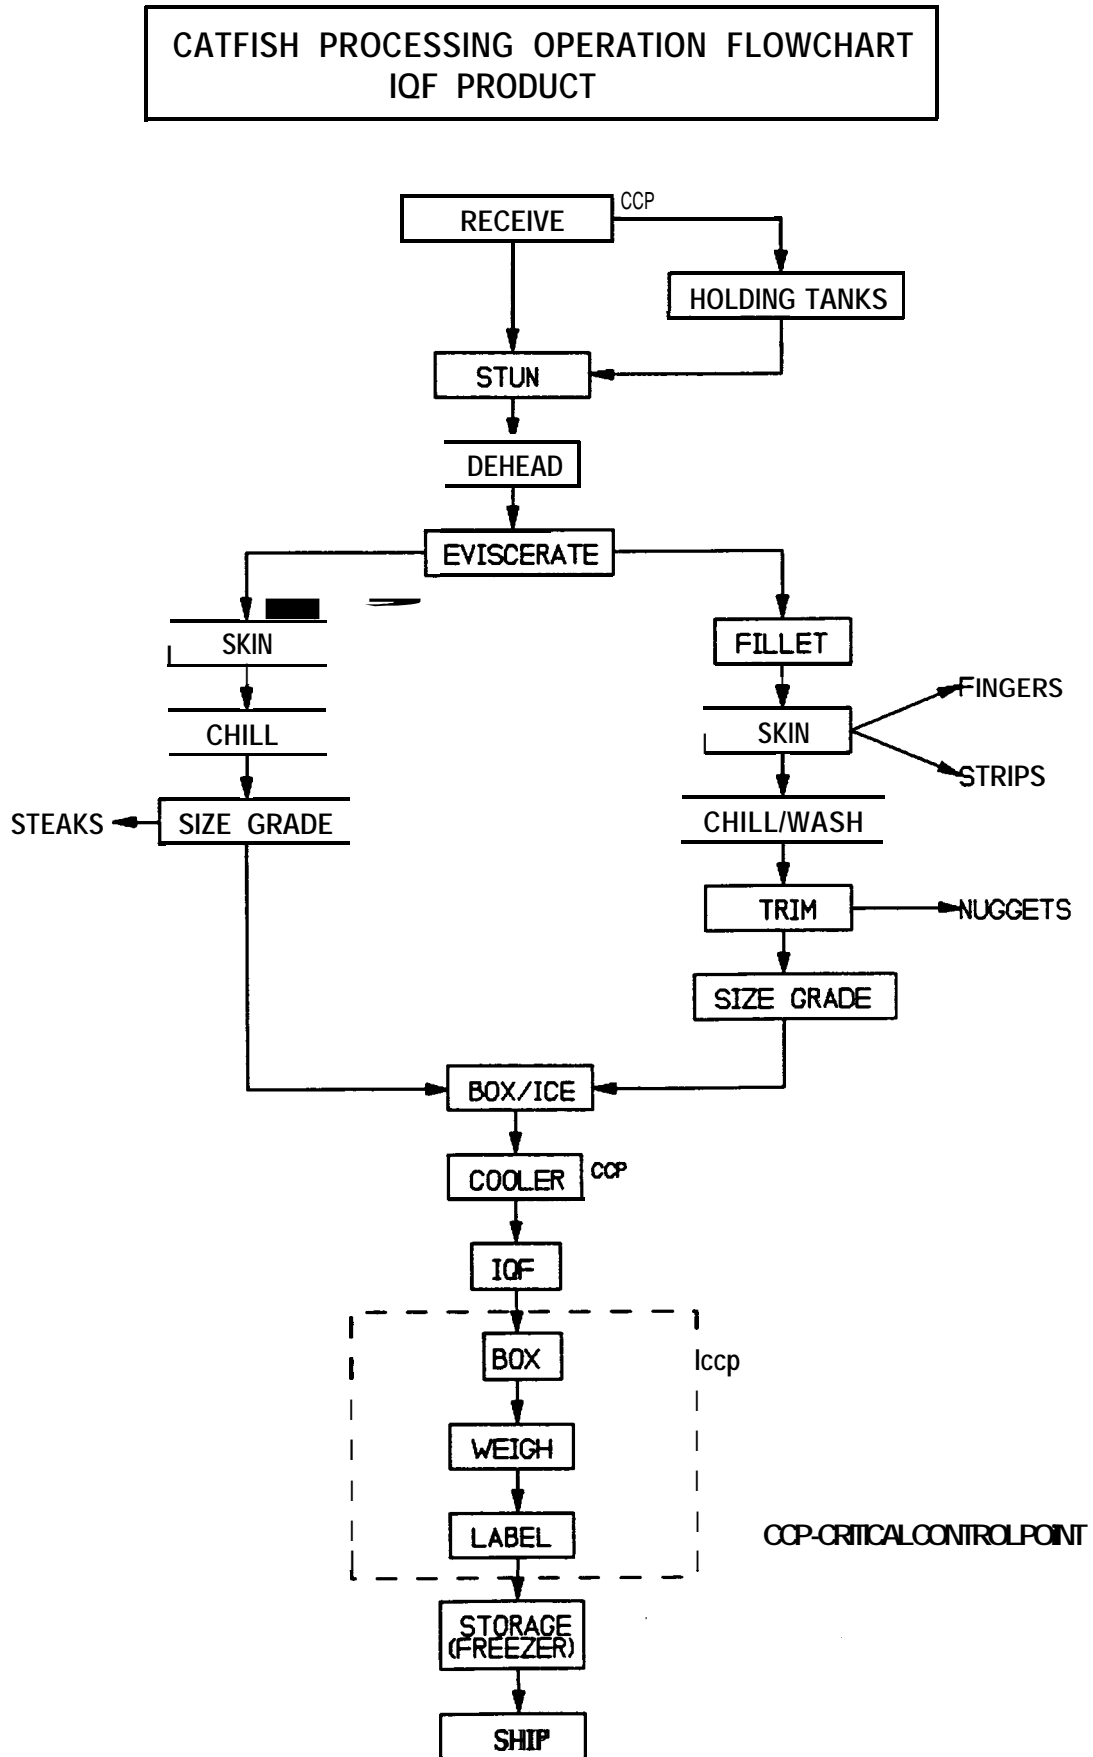 CATFISH PROCESSING OPERATION FLOWCHART
IQF PRODUCT
RECEIVE
CCP
HOLDING TANKS
STUN
DEHEAD
EVISCERATE
SKIN
FILLET
FINGERS
CHILL
SKIN
STRIPS
STEAKS
SIZE GRADE
CHILL/WASH
TRIM
NUGGETS
SIZE GRADE
BOX/ICE
COOLER
CCP
IQF
BOX
ccp
WEIGH
LABEL
CCP-CRITICAL CONTROL POINT
STORAGE
(FREEZER)
SHIP